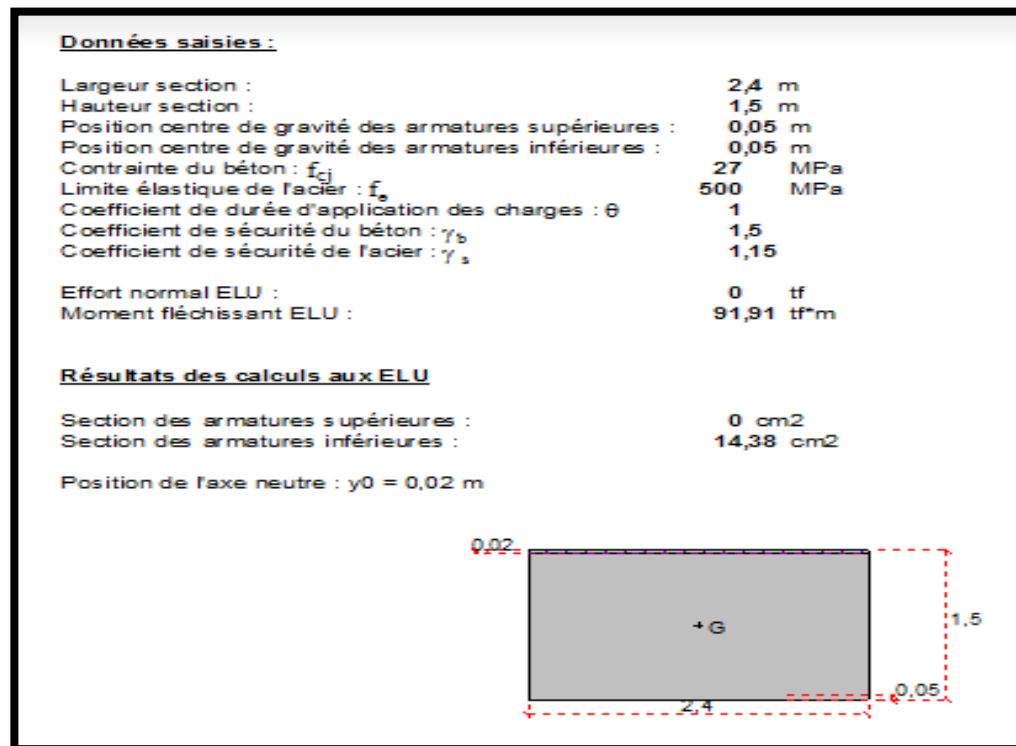 Données saisies :
Largeur section : 2,4 m
Hauteur section : 1,5 m
Position centre de gravité des armatures supérieures : 0,05 m
Position centre de gravité des armatures inférieures : 0,05 m
Contrainte du béton : fcj 27 MPa
Limite élastique de l'acier : fe 500 MPa
Coefficient de durée d'application des charges : θ 1
Coefficient de sécurité du béton : γb 1,5
Coefficient de sécurité de l'acier : γs 1,15
Effort normal ELU : 0 tf
Moment fléchissant ELU : 91,91 tf*m
Résultats des calculs aux ELU
Section des armatures supérieures : 0 cm2
Section des armatures inférieures : 14,38 cm2
Position de l'axe neutre : y0 = 0,02 m
0,02
+ G
1,5
0,05
2,4